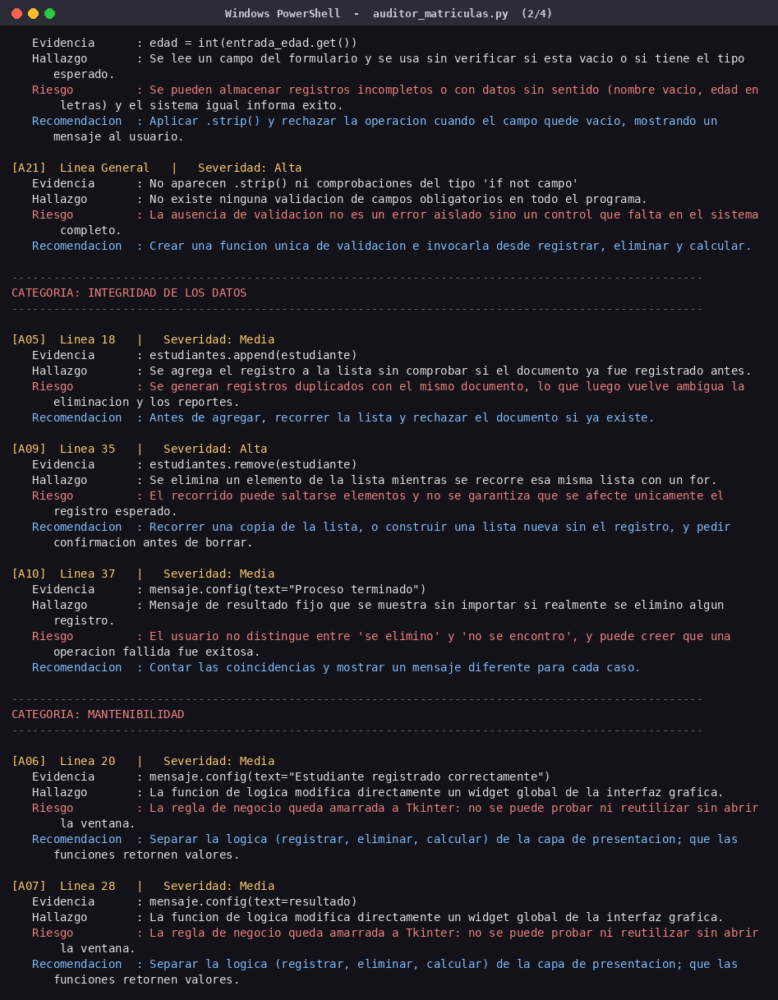 Windows PowerShell  -  auditor_matriculas.py  (2/4)
   Evidencia      : edad = int(entrada_edad.get())
   Hallazgo       : Se lee un campo del formulario y se usa sin verificar si esta vacio o si tiene el tipo
      esperado.
   Riesgo         : Se pueden almacenar registros incompletos o con datos sin sentido (nombre vacio, edad en
       letras) y el sistema igual informa exito.
   Recomendacion  : Aplicar .strip() y rechazar la operacion cuando el campo quede vacio, mostrando un
      mensaje al usuario.
[A21]  Linea General   |   Severidad: Alta
   Evidencia      : No aparecen .strip() ni comprobaciones del tipo 'if not campo'
   Hallazgo       : No existe ninguna validacion de campos obligatorios en todo el programa.
   Riesgo         : La ausencia de validacion no es un error aislado sino un control que falta en el sistema
       completo.
   Recomendacion  : Crear una funcion unica de validacion e invocarla desde registrar, eliminar y calcular.
----------------------------------------------------------------------------------------------------
CATEGORIA: INTEGRIDAD DE LOS DATOS
----------------------------------------------------------------------------------------------------
[A05]  Linea 18   |   Severidad: Media
   Evidencia      : estudiantes.append(estudiante)
   Hallazgo       : Se agrega el registro a la lista sin comprobar si el documento ya fue registrado antes.
   Riesgo         : Se generan registros duplicados con el mismo documento, lo que luego vuelve ambigua la
      eliminacion y los reportes.
   Recomendacion  : Antes de agregar, recorrer la lista y rechazar el documento si ya existe.
[A09]  Linea 35   |   Severidad: Alta
   Evidencia      : estudiantes.remove(estudiante)
   Hallazgo       : Se elimina un elemento de la lista mientras se recorre esa misma lista con un for.
   Riesgo         : El recorrido puede saltarse elementos y no se garantiza que se afecte unicamente el
      registro esperado.
   Recomendacion  : Recorrer una copia de la lista, o construir una lista nueva sin el registro, y pedir
      confirmacion antes de borrar.
[A10]  Linea 37   |   Severidad: Media
   Evidencia      : mensaje.config(text="Proceso terminado")
   Hallazgo       : Mensaje de resultado fijo que se muestra sin importar si realmente se elimino algun
      registro.
   Riesgo         : El usuario no distingue entre 'se elimino' y 'no se encontro', y puede creer que una
      operacion fallida fue exitosa.
   Recomendacion  : Contar las coincidencias y mostrar un mensaje diferente para cada caso.
----------------------------------------------------------------------------------------------------
CATEGORIA: MANTENIBILIDAD
----------------------------------------------------------------------------------------------------
[A06]  Linea 20   |   Severidad: Media
   Evidencia      : mensaje.config(text="Estudiante registrado correctamente")
   Hallazgo       : La funcion de logica modifica directamente un widget global de la interfaz grafica.
   Riesgo         : La regla de negocio queda amarrada a Tkinter: no se puede probar ni reutilizar sin abrir
       la ventana.
   Recomendacion  : Separar la logica (registrar, eliminar, calcular) de la capa de presentacion; que las
      funciones retornen valores.
[A07]  Linea 28   |   Severidad: Media
   Evidencia      : mensaje.config(text=resultado)
   Hallazgo       : La funcion de logica modifica directamente un widget global de la interfaz grafica.
   Riesgo         : La regla de negocio queda amarrada a Tkinter: no se puede probar ni reutilizar sin abrir
       la ventana.
   Recomendacion  : Separar la logica (registrar, eliminar, calcular) de la capa de presentacion; que las
      funciones retornen valores.